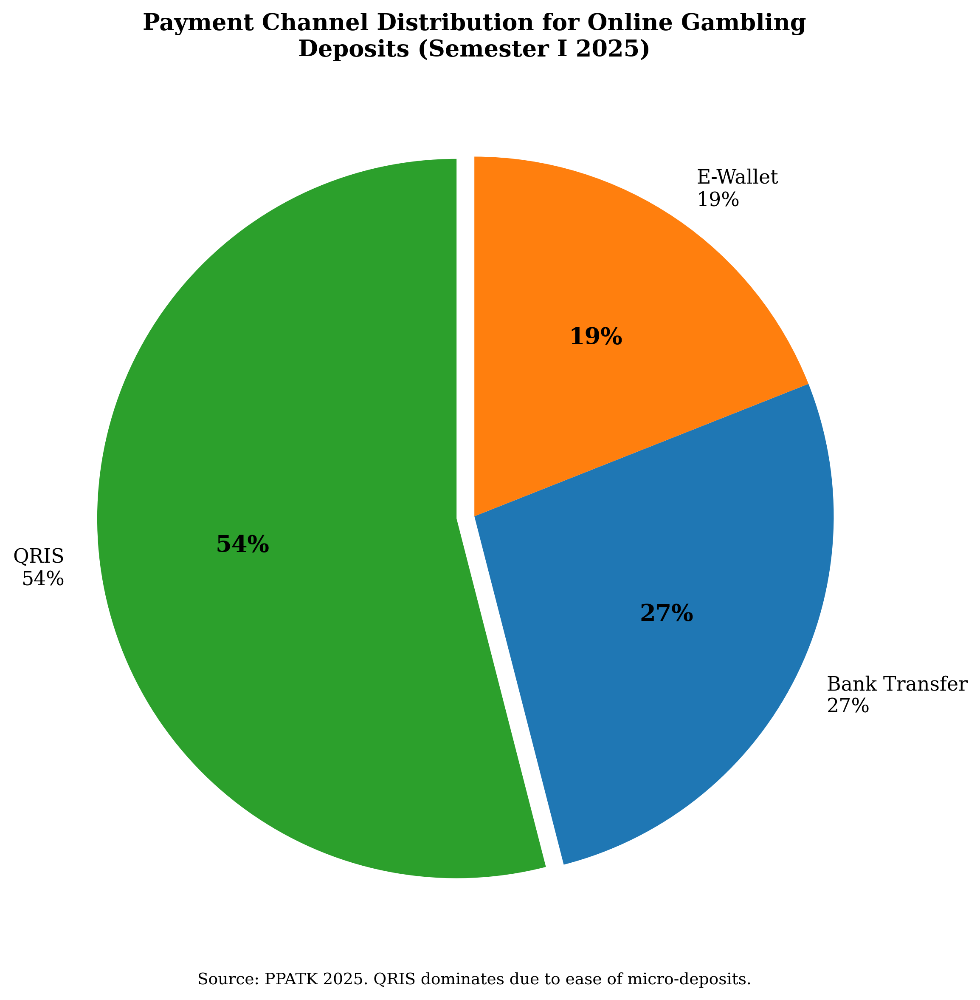 Payment Channel Distribution for Online Gambling
Deposits (Semester I 2025)
E-Wallet
19%
19%
54%
QRIS
54%
27%
Bank Transfer
27%
Source: PPATK 2025. QRIS dominates due to ease of micro-deposits.